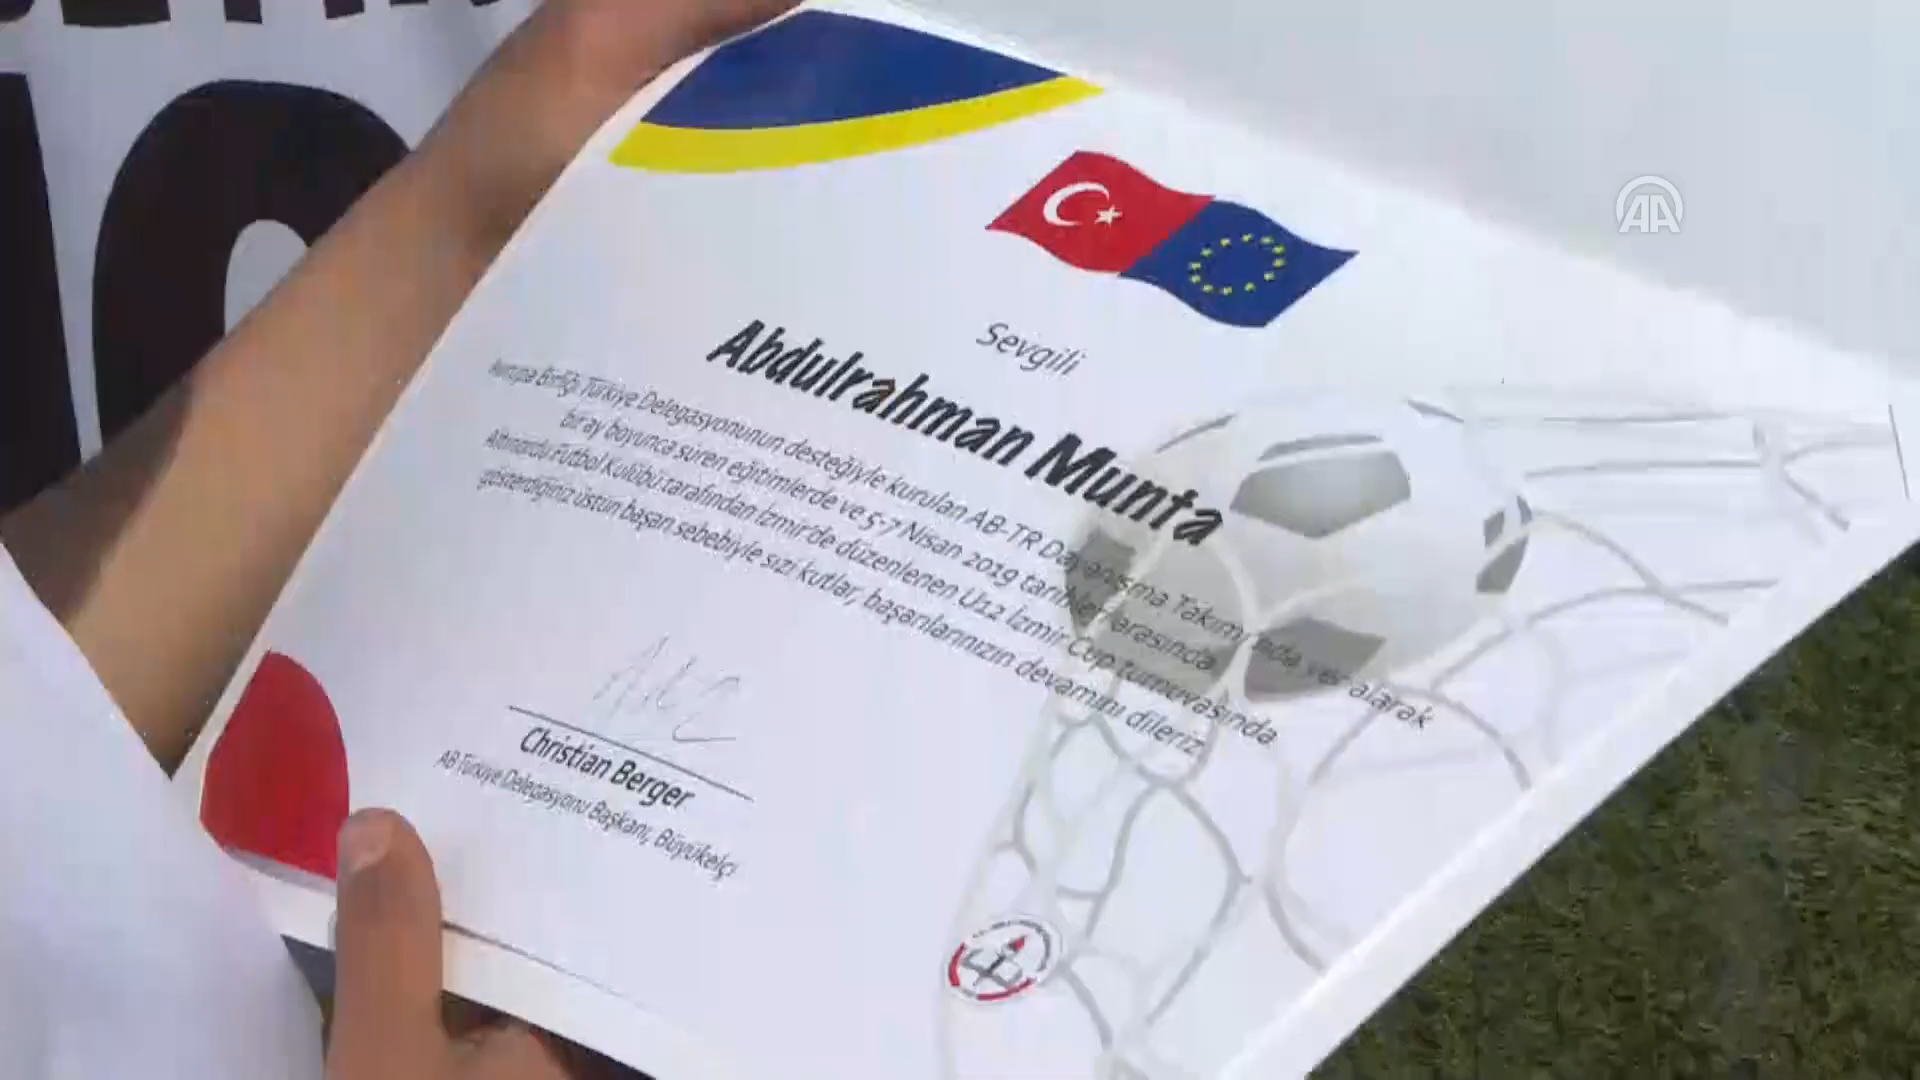 AA
Sevgili
Abdulrahman Munta
Avrupa Birliği Türkiye Delegasyonunun desteğiyle kurulan AB-TR Dayanışma Takımında yer alarak
bir ay boyunca süren eğitimlerde ve 5-7 Nisan 2019 tarihleri arasında
Altınordu Futbol Kulübü tarafından İzmir'de düzenlenen U12 İzmir Cup turnuvasında
gösterdiğiniz üstün başarı sebebiyle sizi kutlar, başarılarınızın devamını dileriz
Christian Berger
AB Türkiye Delegasyonu Başkanı, Büyükelçi